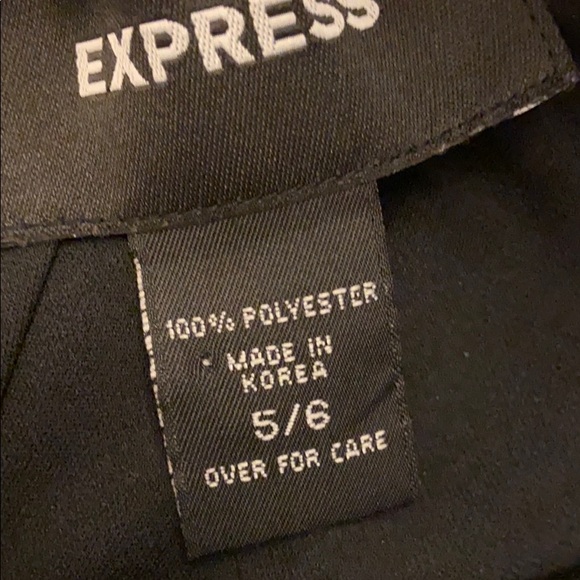 EXPRESS
100% POLYESTER
MADE IN
KOREA
5/6
OVER FOR CARE